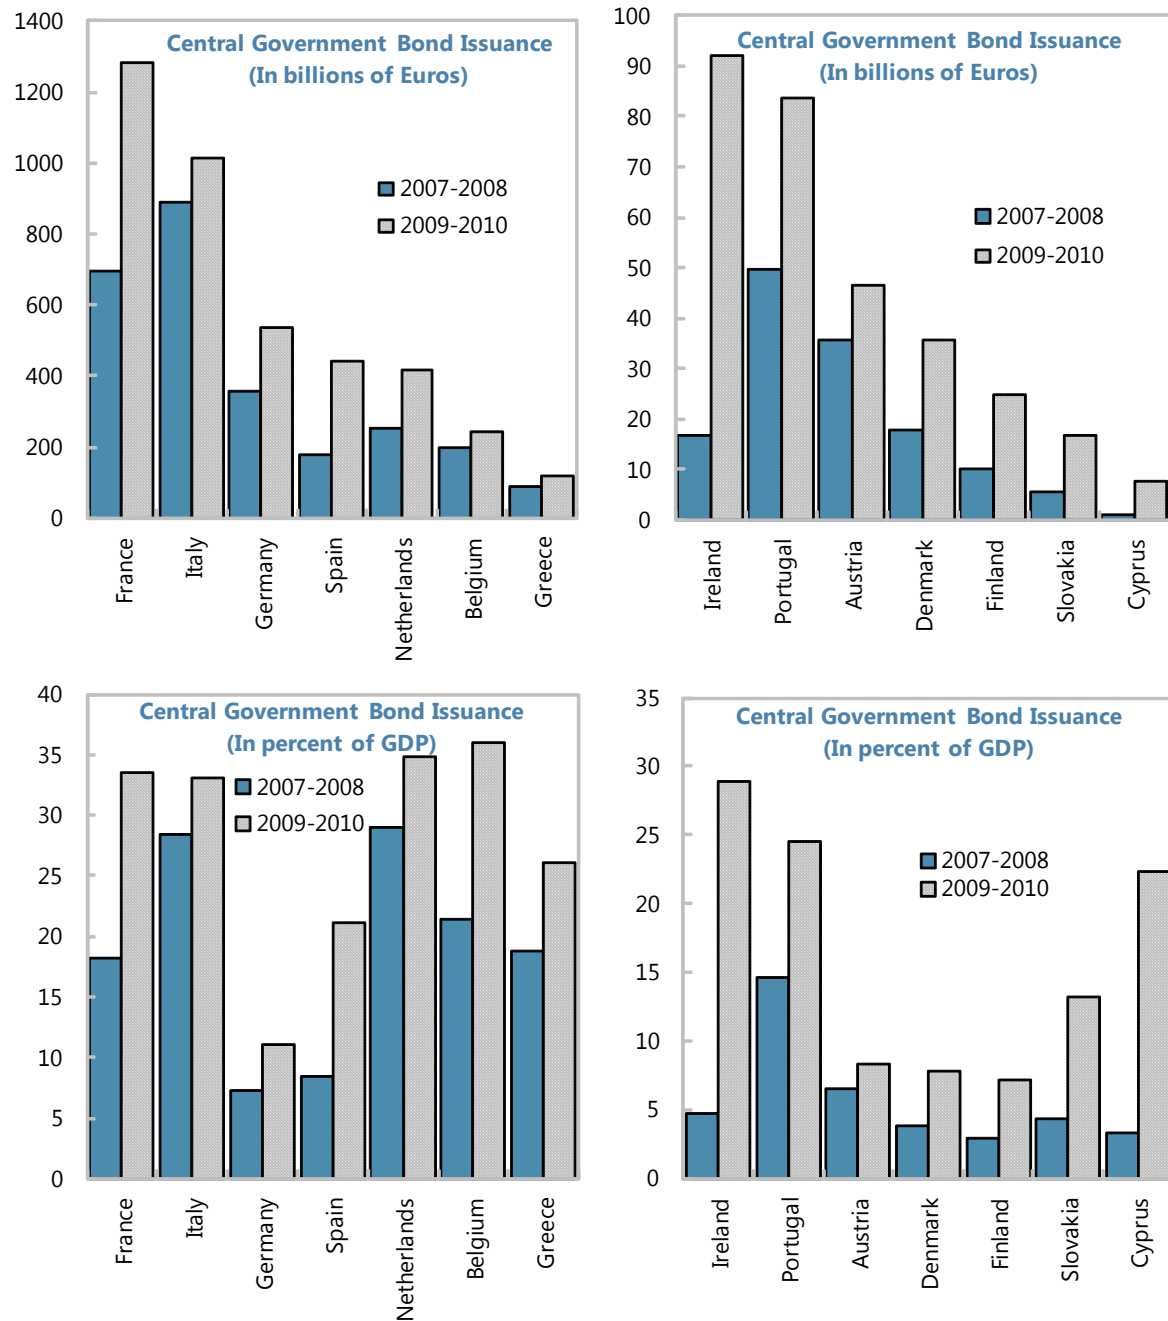 Central Government Bond Issuance
(In billions of Euros)
1400
1200
1000
800
600
400
200
0
2007-2008
2009-2010
France
Italy
Germany
Spain
Netherlands
Belgium
Greece
Central Government Bond Issuance
(In billions of Euros)
100
90
80
70
60
50
40
30
20
10
0
2007-2008
2009-2010
Ireland
Portugal
Austria
Denmark
Finland
Slovakia
Cyprus
Central Government Bond Issuance
(In percent of GDP)
40
35
30
25
20
15
10
5
0
2007-2008
2009-2010
France
Italy
Germany
Spain
Netherlands
Belgium
Greece
Central Government Bond Issuance
(In percent of GDP)
35
30
25
20
15
10
5
0
2007-2008
2009-2010
Ireland
Portugal
Austria
Denmark
Finland
Slovakia
Cyprus